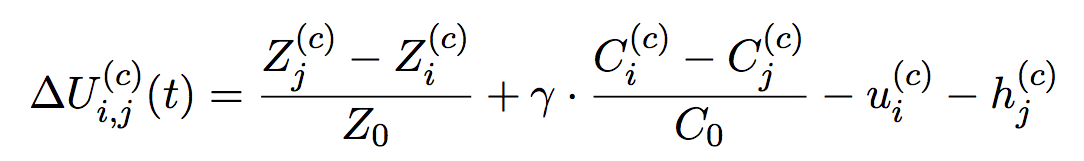 ΔU_{i,j}^{(c)}(t) = \frac{Z_j^{(c)} - Z_i^{(c)}}{Z_0} + γ · \frac{C_i^{(c)} - C_j^{(c)}}{C_0} - u_i^{(c)} - h_j^{(c)}